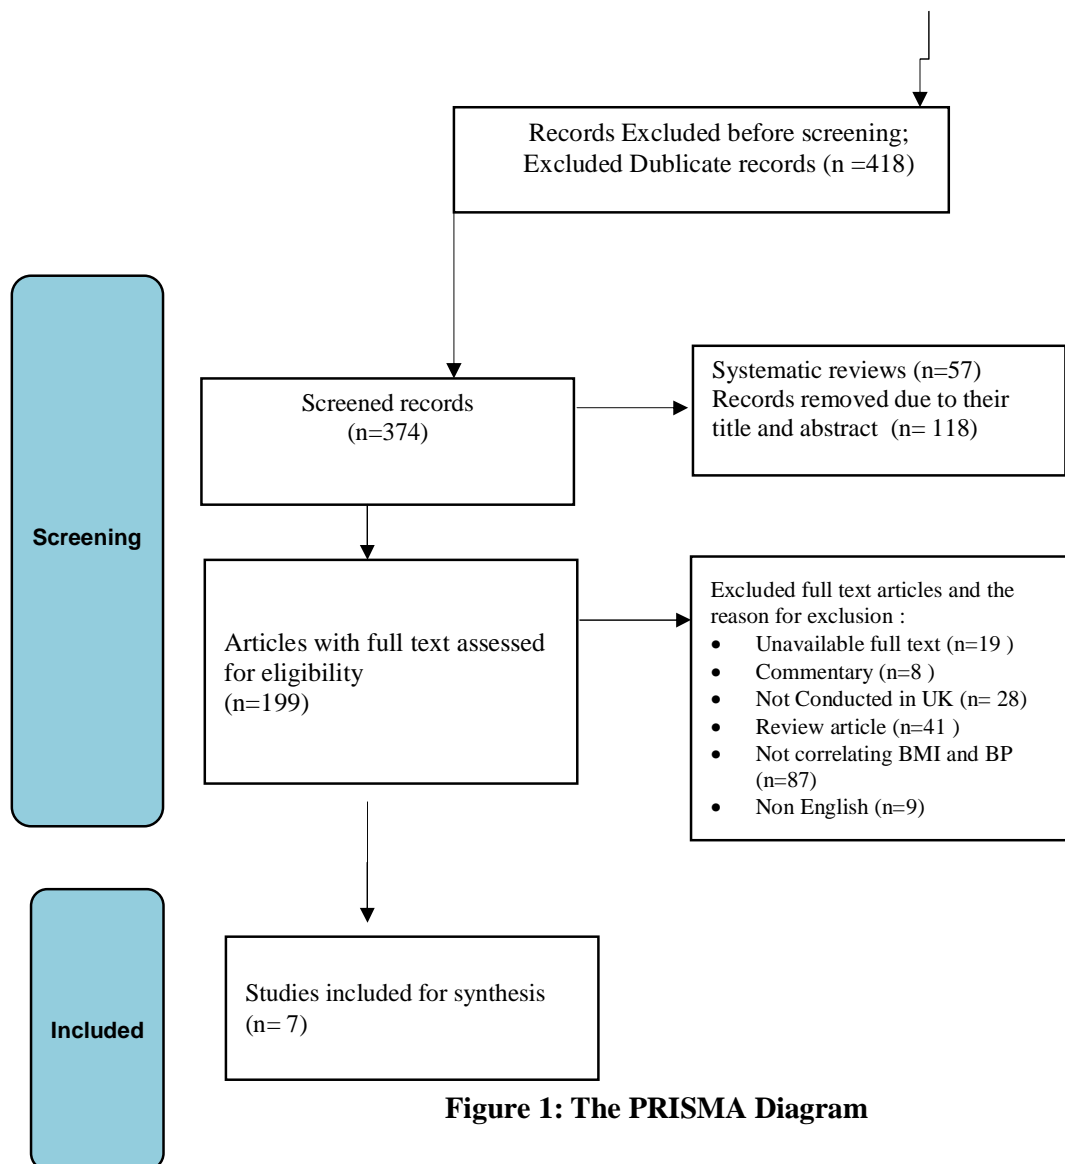 Records Excluded before screening;
Excluded Dublicate records (n =418)
Screening
Screened records
(n=374)
Systematic reviews (n=57)
Records removed due to their
title and abstract (n= 118)
Articles with full text assessed
for eligibility
(n=199)
Excluded full text articles and the
reason for exclusion :
• Unavailable full text (n=19 )
• Commentary (n=8 )
• Not Conducted in UK (n= 28)
• Review article (n=41 )
• Not correlating BMI and BP
(n=87)
• Non English (n=9)
Included
Studies included for synthesis
(n= 7)
Figure 1: The PRISMA Diagram